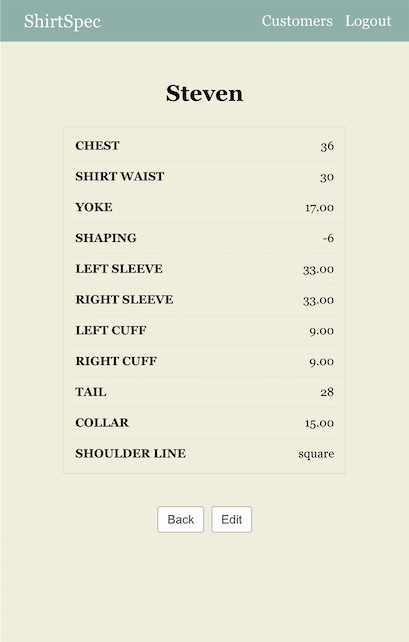 ShirtSpec Customers Logout
Steven
CHEST 36
SHIRT WAIST 30
YOKE 17.00
SHAPING -6
LEFT SLEEVE 33.00
RIGHT SLEEVE 33.00
LEFT CUFF 9.00
RIGHT CUFF 9.00
TAIL 28
COLLAR 15.00
SHOULDER LINE square
Back Edit